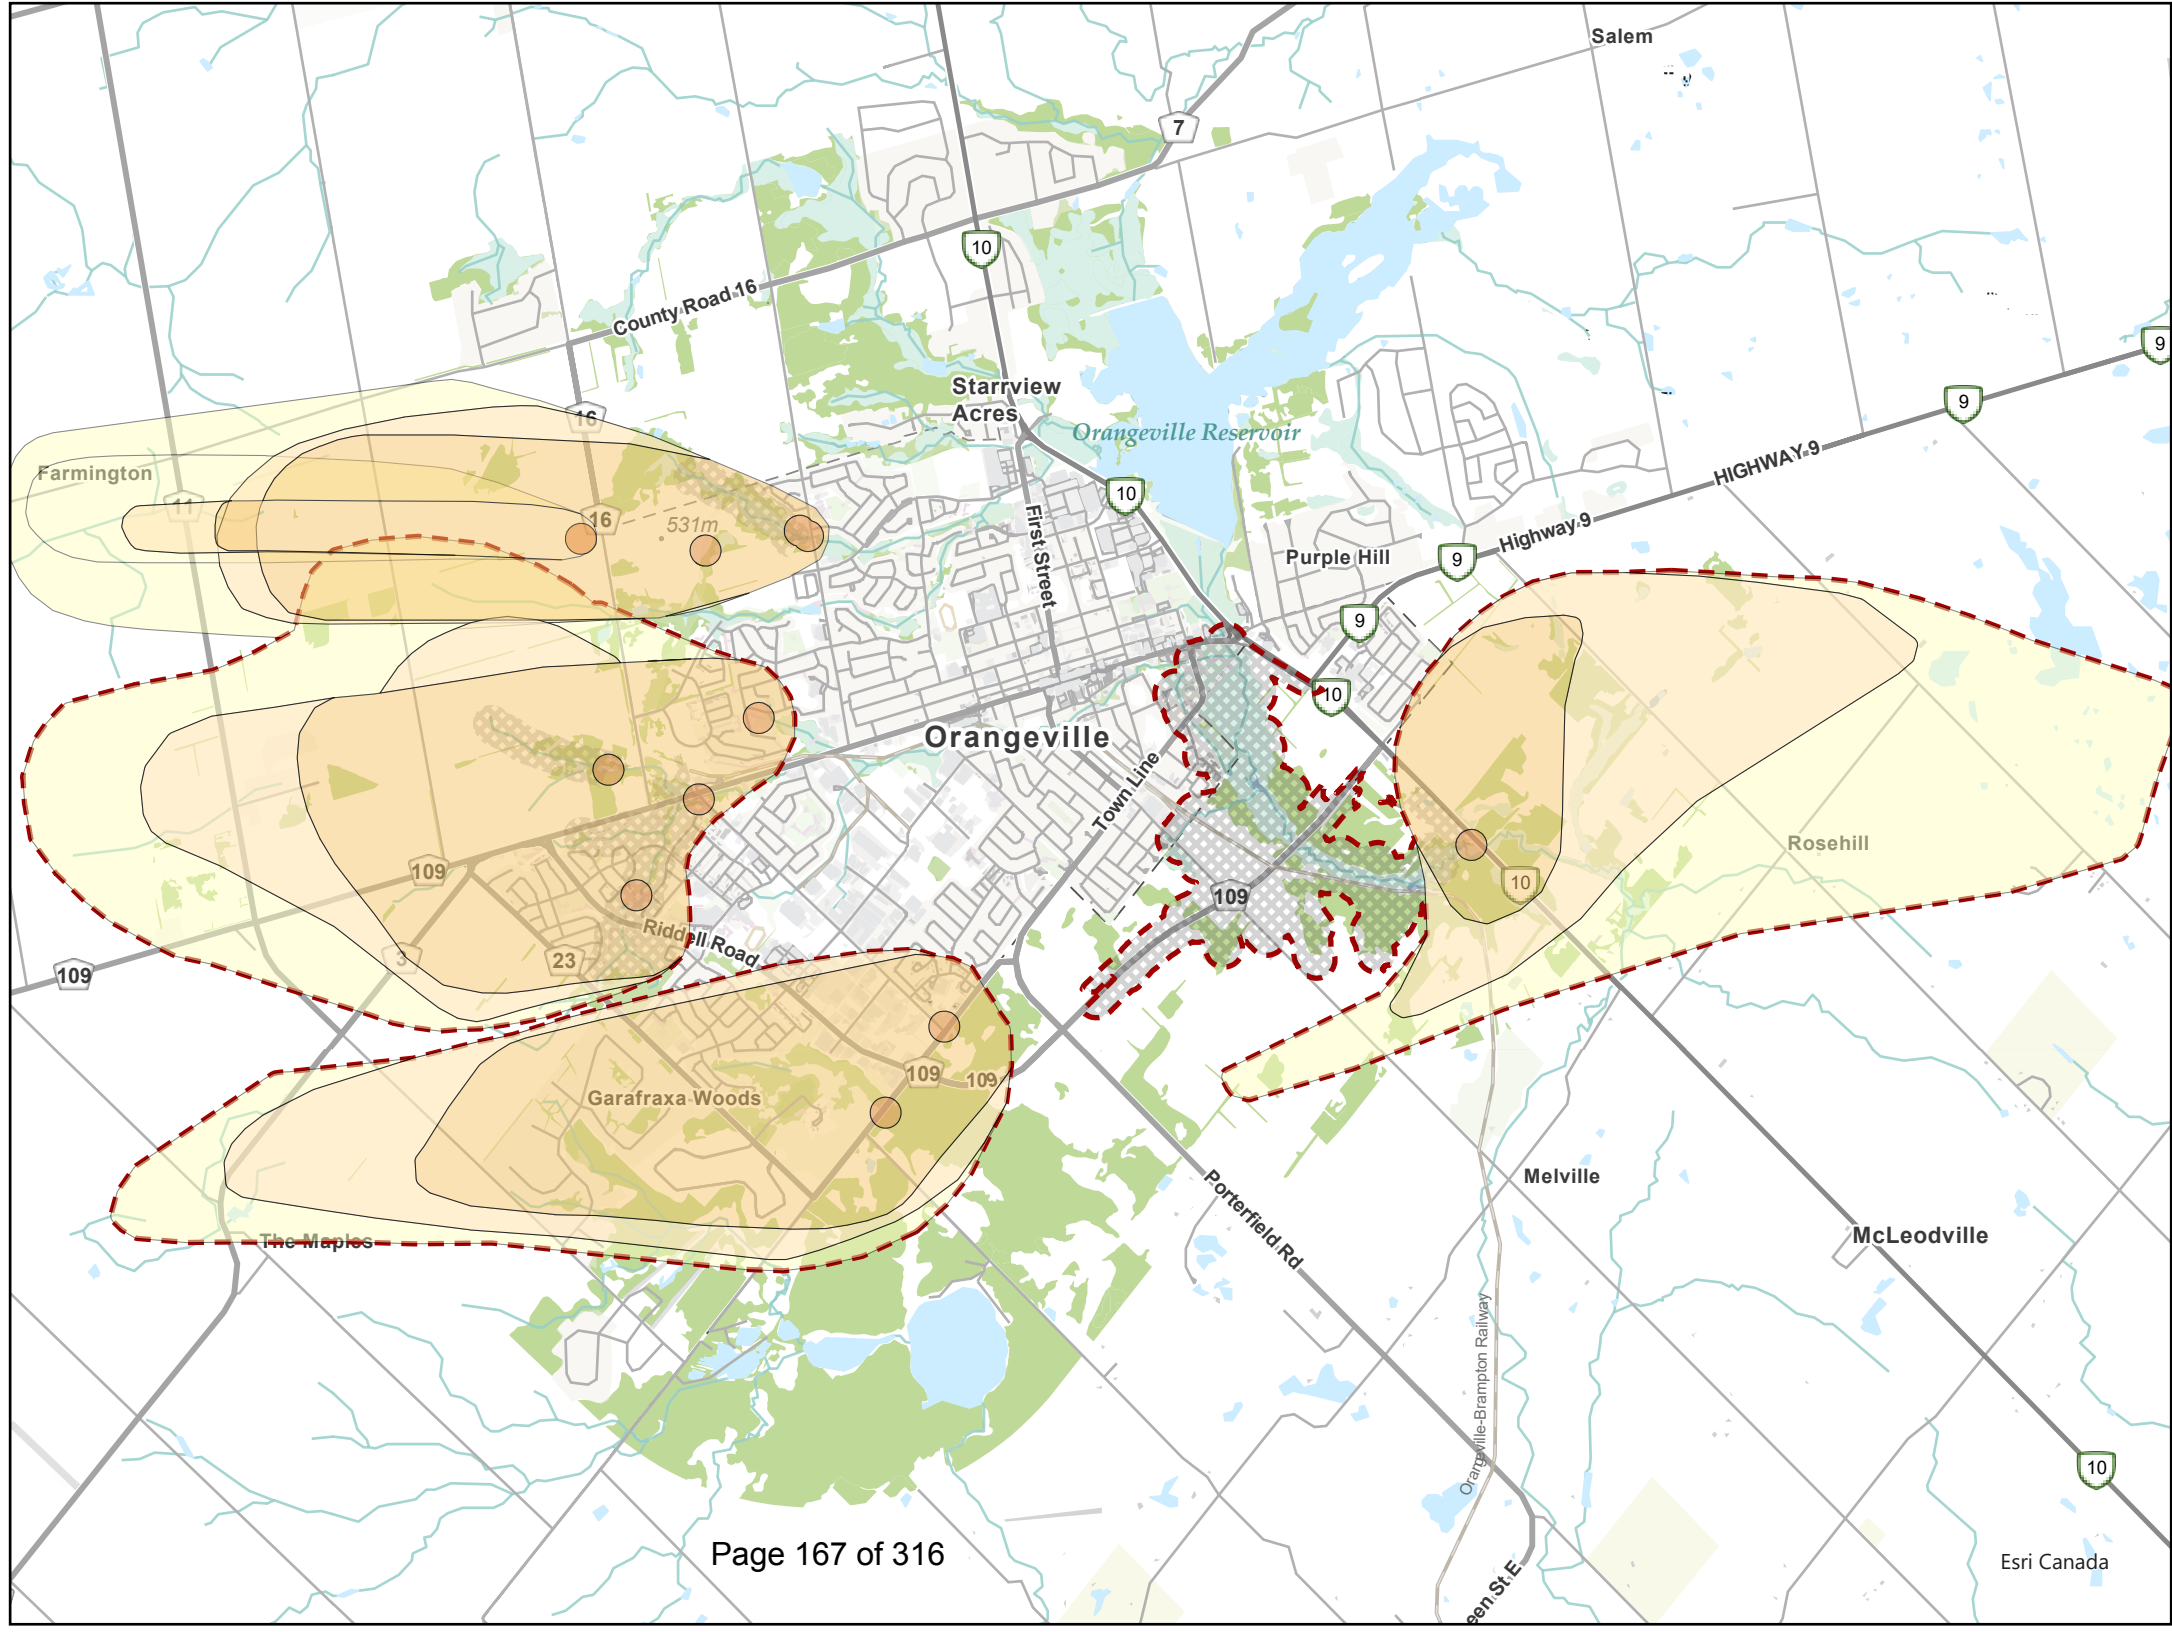 Salem
7
10
County Road 16
9
Starrview
Acres
9
16
Orangeville Reservoir
HIGHWAY 9
Farmington
11
10
16
531m
First Street
Highway 9
Purple Hill
9
9
10
Orangeville
Town Line
Rosehill
109
10
109
Riddell Road
3
23
109
109
109
Garafraxa Woods
Porterfield Rd
Melville
The Maples
McLeodville
Orangeville-Brampton Railway
10
Page 167 of 316
Esri Canada
een St E